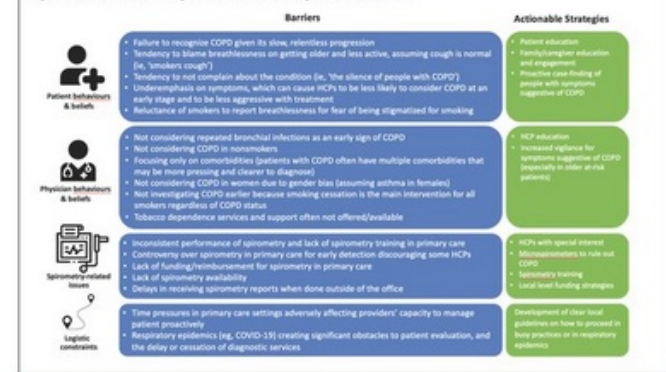 Barriers
Actionable Strategies
Patient behaviours
& beliefs
• Failure to recognize COPD given its slow, relentless progression
• Tendency to blame breathlessness on getting older and less active, assuming cough is normal
(ie, 'smokers cough')
• Tendency to not complain about the condition (ie, 'the silence of people with COPD')
• Underemphasis on symptoms, which can cause HCPs to be less likely to consider COPD at an
early stage and to be less aggressive with treatment
• Reluctance of smokers to report breathlessness for fear of being stigmatized for smoking
• Patient education
• Family/caregiver education
and engagement
• Proactive case finding of
people with symptoms
suggestive of COPD
Physician behaviours
& beliefs
• Not considering repeated bronchial infections as an early sign of COPD
• Not considering COPD in nonsmokers
• Focusing only on comorbidities (patients with COPD often have multiple comorbidities that
may be more pressing and clearer to diagnose)
• Not considering COPD in women due to gender bias (assuming asthma in females)
• Not investigating COPD earlier because smoking cessation is the main intervention for all
smokers regardless of COPD status
• Tobacco dependence services and support often not offered/available
• HCP education
• Increased vigilance for
symptoms suggestive of COPD
(especially in older at-risk
patients)
Spirometry-related
issues
• Inconsistent performance of spirometry and lack of spirometry training in primary care
• Controversy over spirometry in primary care for early detection discouraging some HCPs
• Lack of funding/reimbursement for spirometry in primary care
• Lack of spirometry availability
• Delays in receiving spirometry reports when done outside of the office
• HCPs with special interest
• Microspirometers to rule out
COPD
• Spirometry training
• Local level funding strategies
Logistic
constraints
• Time pressures in primary care settings adversely affecting providers' capacity to manage
patient proactively
• Respiratory epidemics (eg, COVID-19) creating significant obstacles to patient evaluation, and
the delay or cessation of diagnostic services
Development of clear local
guidelines on how to proceed in
busy practices or in respiratory
epidemics